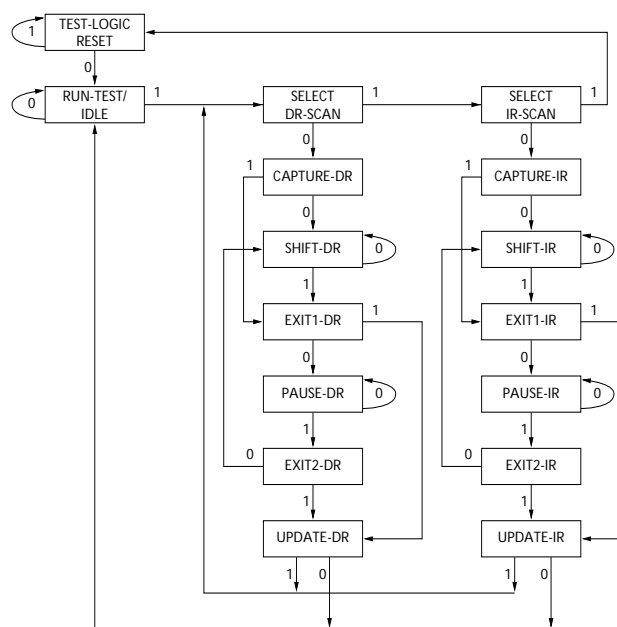 TEST-LOGIC
RESET
1
0
RUN-TEST/
IDLE
0
1
SELECT
DR-SCAN
1
SELECT
IR-SCAN
1
0
0
1
CAPTURE-DR
1
CAPTURE-IR
0
0
SHIFT-DR
0
SHIFT-IR
0
1
1
EXIT1-DR
1
EXIT1-IR
1
0
0
PAUSE-DR
0
PAUSE-IR
0
1
1
0
EXIT2-DR
0
EXIT2-IR
1
1
UPDATE-DR
UPDATE-IR
1
0
1
0